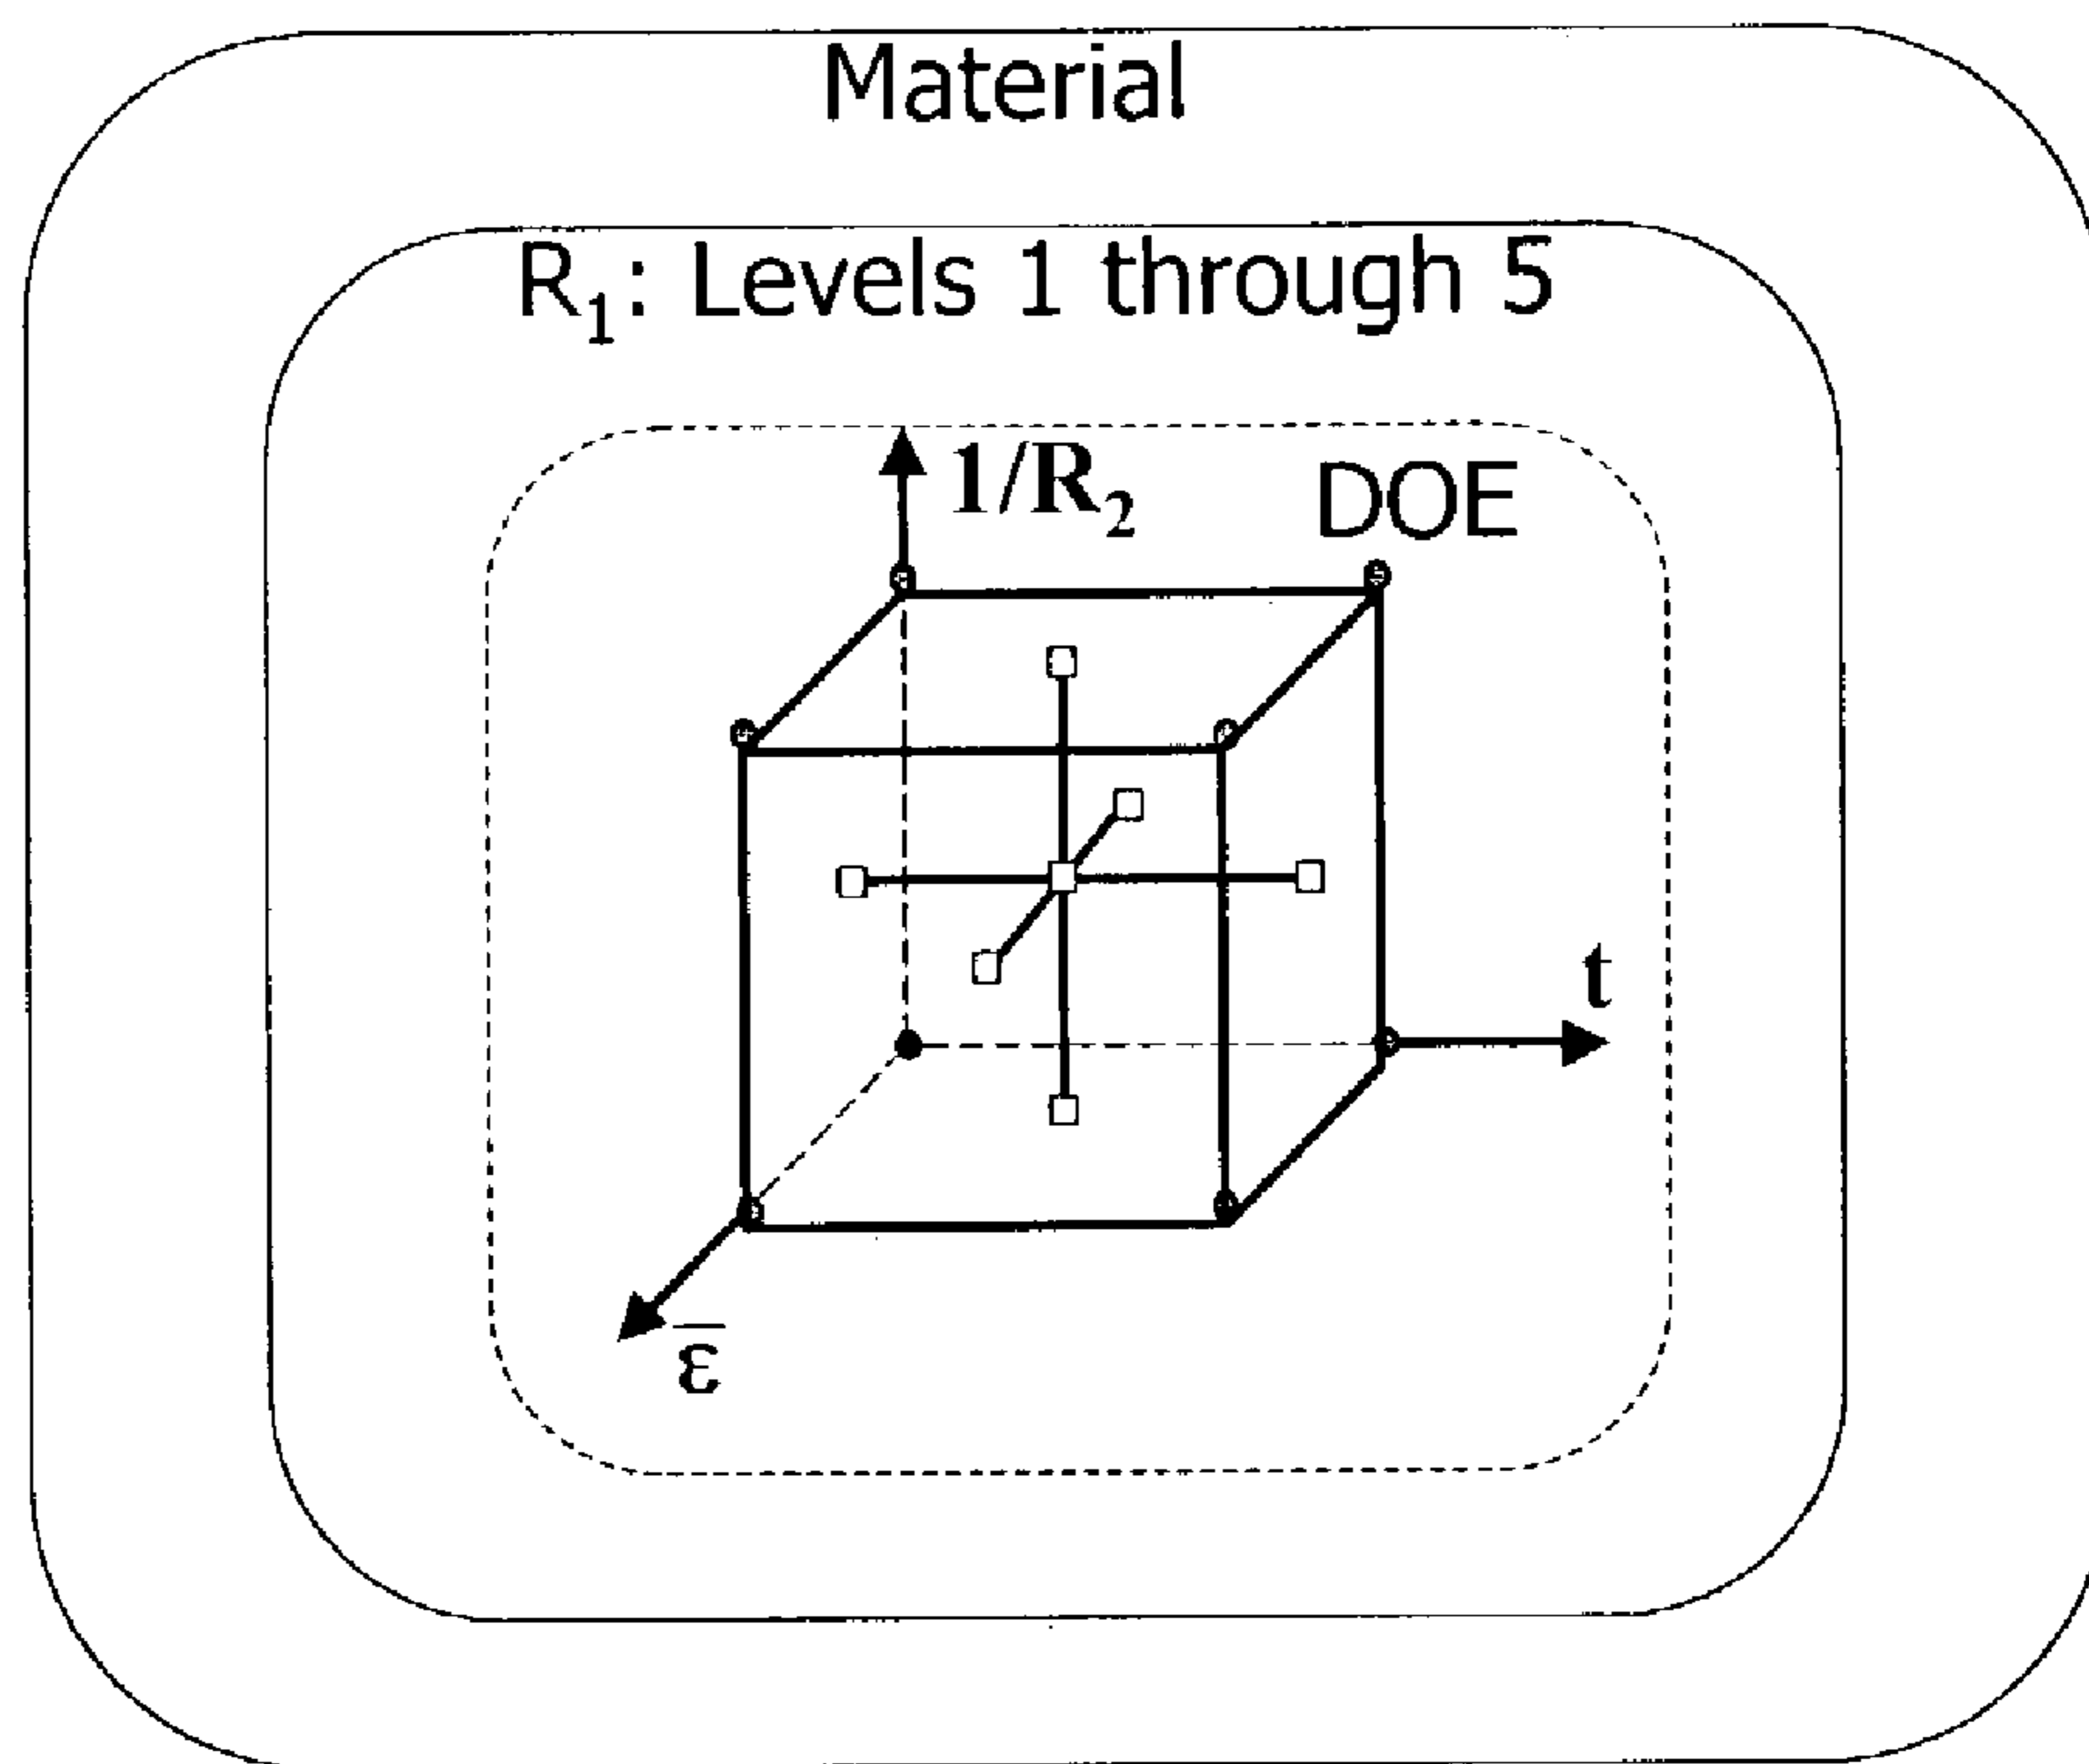 Material
R₁: Levels 1 through 5
1/R₂
DOE
t
ε̅